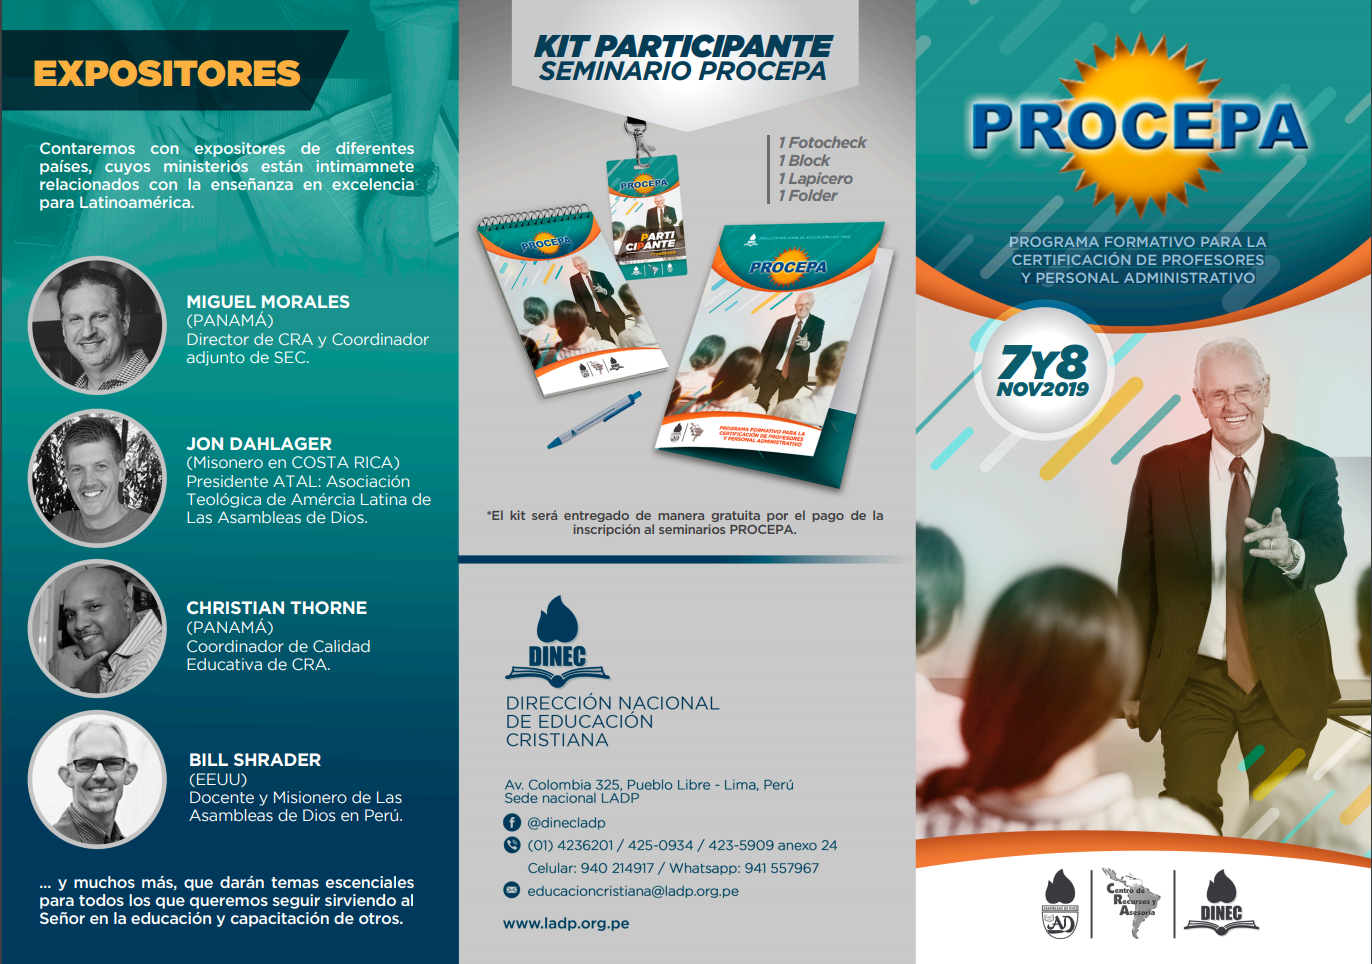 EXPOSITORES
Contaremos con expositores de diferentes
países, cuyos ministerios están intimamnete
relacionados con la enseñanza en excelencia
para Latinoamérica.
MIGUEL MORALES
(PANAMÁ)
Director de CRA y Coordinador
adjunto de SEC.
JON DAHLAGER
(Misonero en COSTA RICA)
Presidente ATAL: Asociación
Teológica de Amércia Latina de
Las Asambleas de Dios.
CHRISTIAN THORNE
(PANAMÁ)
Coordinador de Calidad
Educativa de CRA.
BILL SHRADER
(EEUU)
Docente y Misionero de Las
Asambleas de Dios en Perú.
... y muchos más, que darán temas escenciales
para todos los que queremos seguir sirviendo al
Señor en la educación y capacitación de otros.
KIT PARTICIPANTE
SEMINARIO PROCEPA
1 Fotocheck
1 Block
1 Lapicero
1 Folder
PROCEPA
PARTI
CIPANTE
PROCEPA
PROCEPA
PROGRAMA FORMATIVO PARA LA
CERTIFICACIÓN DE PROFESORES
Y PERSONAL ADMINISTRATIVO
*El kit será entregado de manera gratuita por el pago de la
inscripción al seminarios PROCEPA.
DINEC
DIRECCIÓN NACIONAL
DE EDUCACIÓN
CRISTIANA
Av. Colombia 325, Pueblo Libre - Lima, Perú
Sede nacional LADP
@dinecladp
(01) 4236201 / 425-0934 / 423-5909 anexo 24
Celular: 940 214917 / Whatsapp: 941 557967
educacioncristiana@ladp.org.pe
www.ladp.org.pe
PROCEPA
PROGRAMA FORMATIVO PARA LA
CERTIFICACIÓN DE PROFESORES
Y PERSONAL ADMINISTRATIVO
7Y8
NOV2019
ASAMBLEAS DE DIOS
AD
Centro de
Recursos y
Asesoría
DINEC